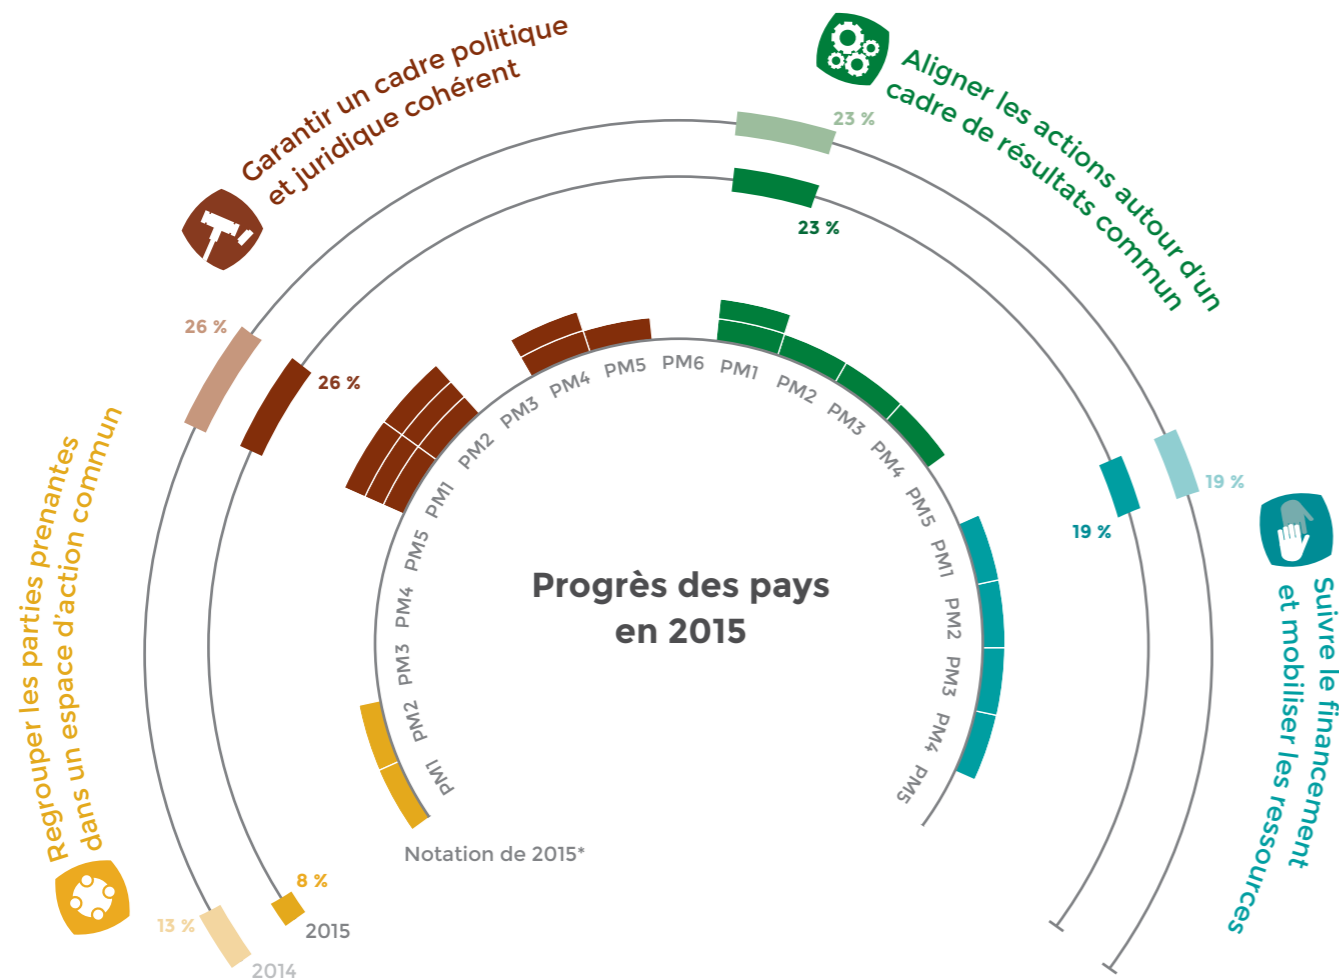 Garantir un cadre politique
et juridique cohérent
Aligner les actions autour d'un
cadre de résultats commun
Regrouper les parties prenantes
dans un espace d'action commun
Suivre le financement
et mobiliser les ressources
23 %
23 %
26 %
26 %
19 %
19 %
13 %
8 %
2014
2015
PM1
PM2
PM3
PM4
PM5
PM1
PM2
PM3
PM4
PM5
PM6
PM1
PM2
PM3
PM4
PM5
PM1
PM2
PM3
PM4
PM5
Progrès des pays
en 2015
Notation de 2015*